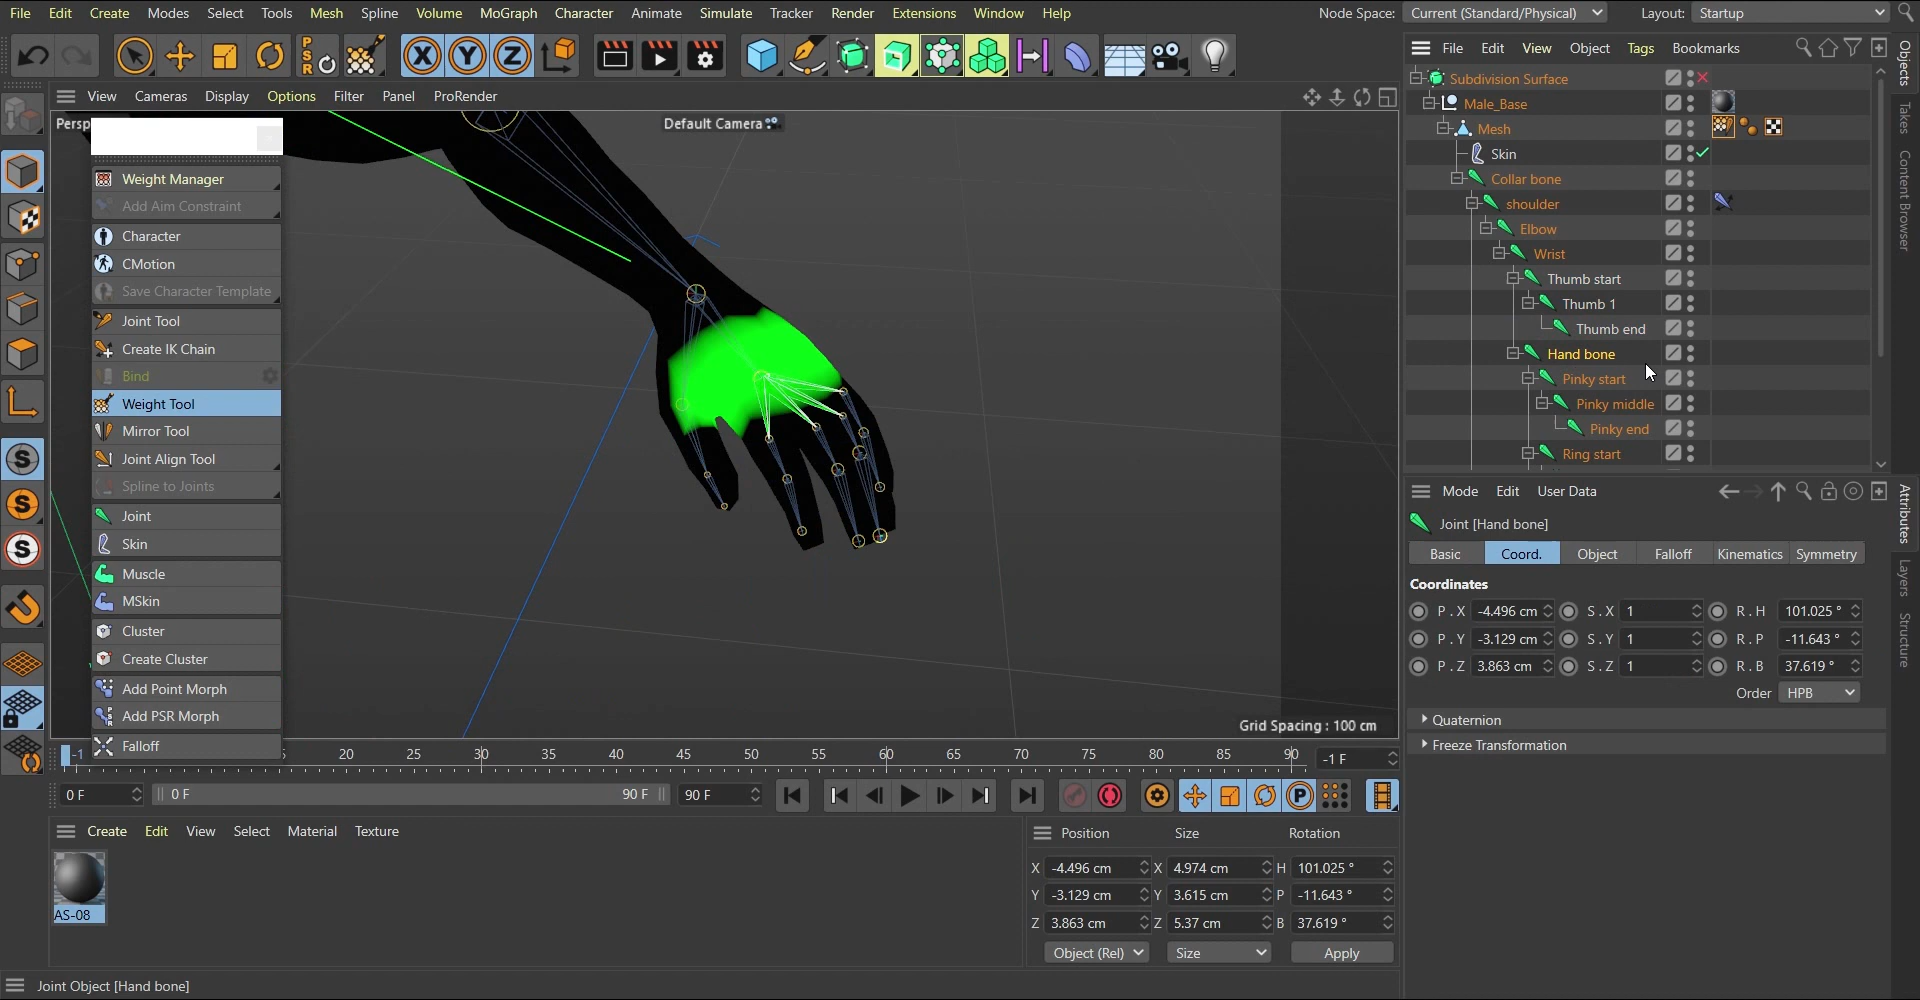 File Edit Create Modes Select Tools Mesh Spline Volume MoGraph Character Animate Simulate Tracker Render Extensions Window Help Node Space: Current (Standard/Physical) Layout: Startup
PSR X Y Z
View Cameras Display Options Filter Panel ProRender
Default Camera
Weight Manager
Add Aim Constraint
Character
CMotion
Save Character Template
Joint Tool
Create IK Chain
Bind
Weight Tool
Mirror Tool
Joint Align Tool
Spline to Joints
Joint
Skin
Muscle
MSkin
Cluster
Create Cluster
Add Point Morph
Add PSR Morph
Falloff
Grid Spacing : 100 cm
-1 5 20 30 35 40 45 50 55 60 65 70 75 80 85 90 -1 F
0 F 0 F 90 F 90 F
Create Edit View Select Material Texture
AS-08
Position Size Rotation
X -4.496 cm X 4.974 cm H 101.025 °
Y -3.129 cm Y 3.615 cm P -11.643 °
Z 3.863 cm Z 5.37 cm B 37.619 °
Object (Rel) Size Apply
Joint Object [Hand bone]
File Edit View Object Tags Bookmarks
Subdivision Surface
Male_Base
Mesh
Skin
Collar bone
shoulder
Elbow
Wrist
Thumb start
Thumb 1
Thumb end
Hand bone
Pinky start
Pinky middle
Pinky end
Ring start
Mode Edit User Data
Joint [Hand bone]
Basic Coord. Object Falloff Kinematics Symmetry
Coordinates
P . X -4.496 cm S . X 1 R . H 101.025 °
P . Y -3.129 cm S . Y 1 R . P -11.643 °
P . Z 3.863 cm S . Z 1 R . B 37.619 °
Order HPB
Quaternion
Freeze Transformation
Objects
Takes
Content Browser
Attributes
Layers
Structure